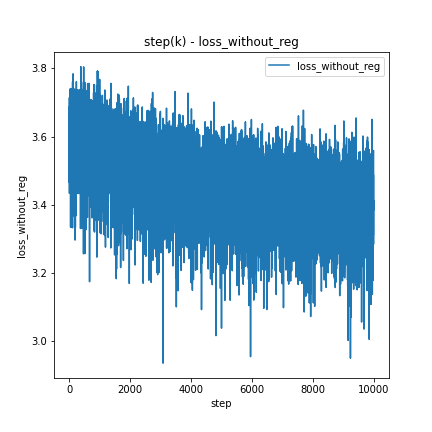 step(k) - loss_without_reg
loss_without_reg
3.8
3.6
3.4
3.2
3.0
loss_without_reg
0
2000
4000
6000
8000
10000
step